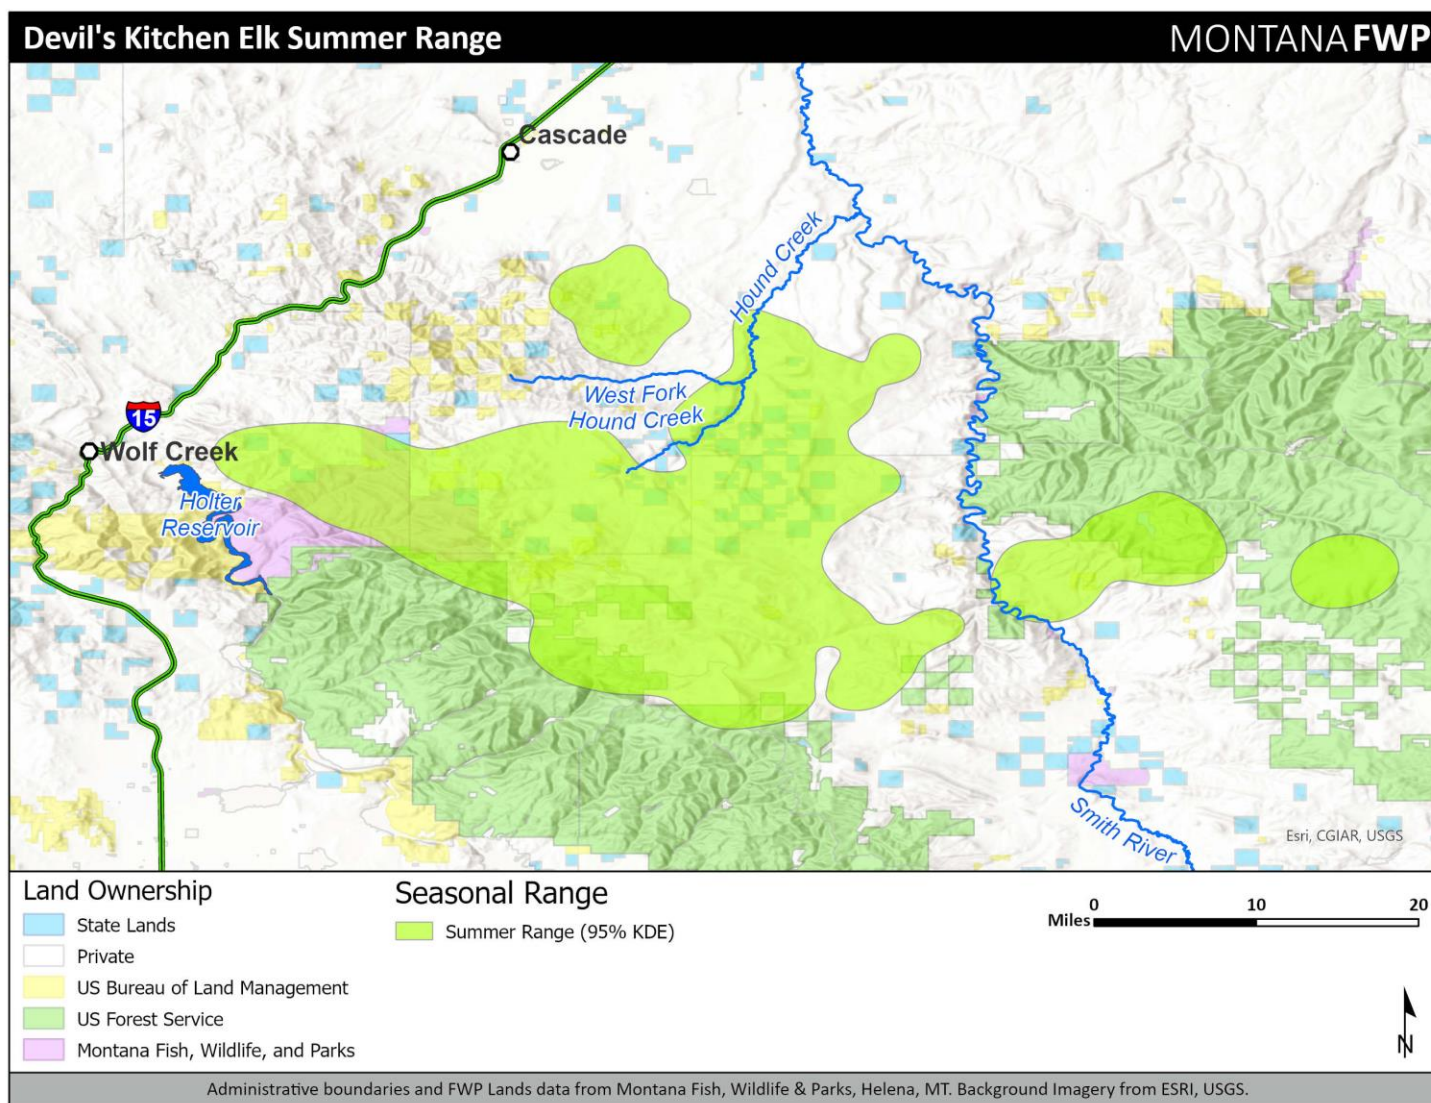 Devil's Kitchen Elk Summer Range
MONTANA FWP
Cascade
Hound Creek
West Fork
Hound Creek
15
Wolf Creek
Holter
Reservoir
Smith River
Esri, CGIAR, USGS
Land Ownership
State Lands
Private
US Bureau of Land Management
US Forest Service
Montana Fish, Wildlife, and Parks
Seasonal Range
Summer Range (95% KDE)
0 10 20
Miles
N
Administrative boundaries and FWP Lands data from Montana Fish, Wildlife & Parks, Helena, MT. Background Imagery from ESRI, USGS.